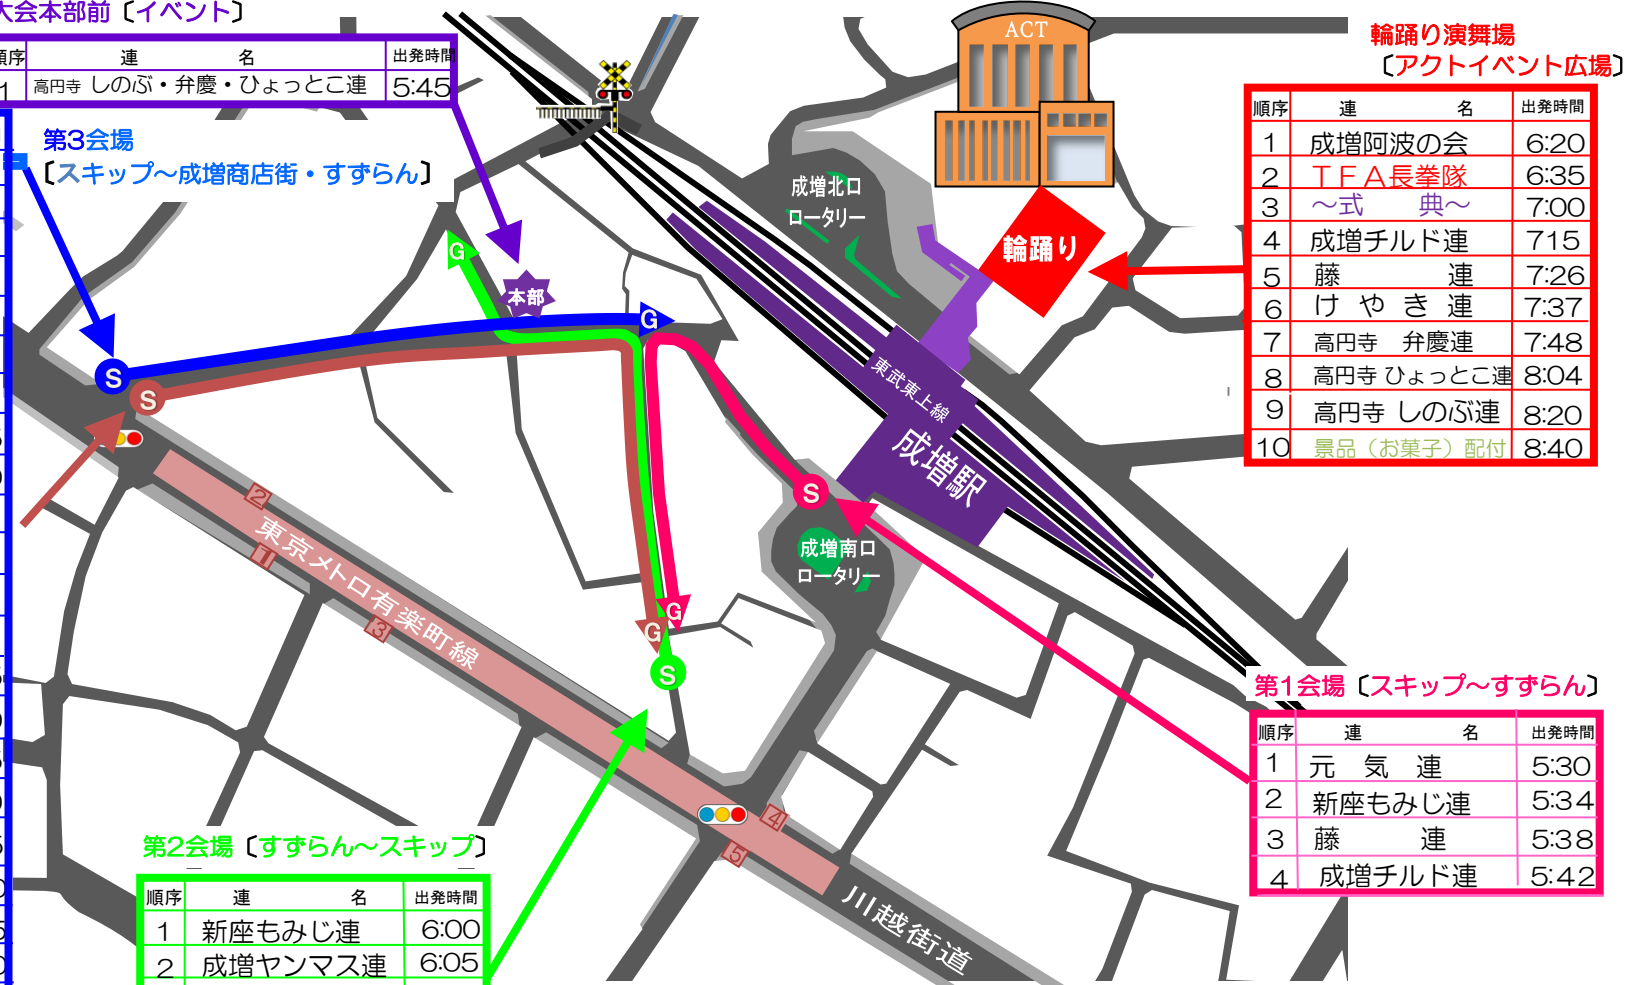 大会本部前〔イベント〕
順序 連 名 出発時間
1 高円寺 しのぶ・弁慶・ひょっとこ連 5:45
第3会場
〔スキップ～成増商店街・すずらん〕
ACT
輪踊り演舞場
〔アクトイベント広場〕
順序 連 名 出発時間
1 成増阿波の会 6:20
2 TFA長拳隊 6:35
3 ～式 典～ 7:00
4 成増チルド連 715
5 藤 連 7:26
6 けやき連 7:37
7 高円寺 弁慶連 7:48
8 高円寺 ひょっとこ連 8:04
9 高円寺 しのぶ連 8:20
10 景品（お菓子）配付 8:40
成増北口
ロータリー
輪踊り
G
本部
G
S
S
東武東上線
成増駅
S
成増南口
ロータリー
2
1
東京メトロ有楽町線
3
G
G
S
4
5
川越街道
第1会場〔スキップ～すずらん〕
順序 連 名 出発時間
1 元気連 5:30
2 新座もみじ連 5:34
3 藤 連 5:38
4 成増チルド連 5:42
第2会場〔すずらん～スキップ〕
順序 連 名 出発時間
1 新座もみじ連 6:00
2 成増ヤンマス連 6:05